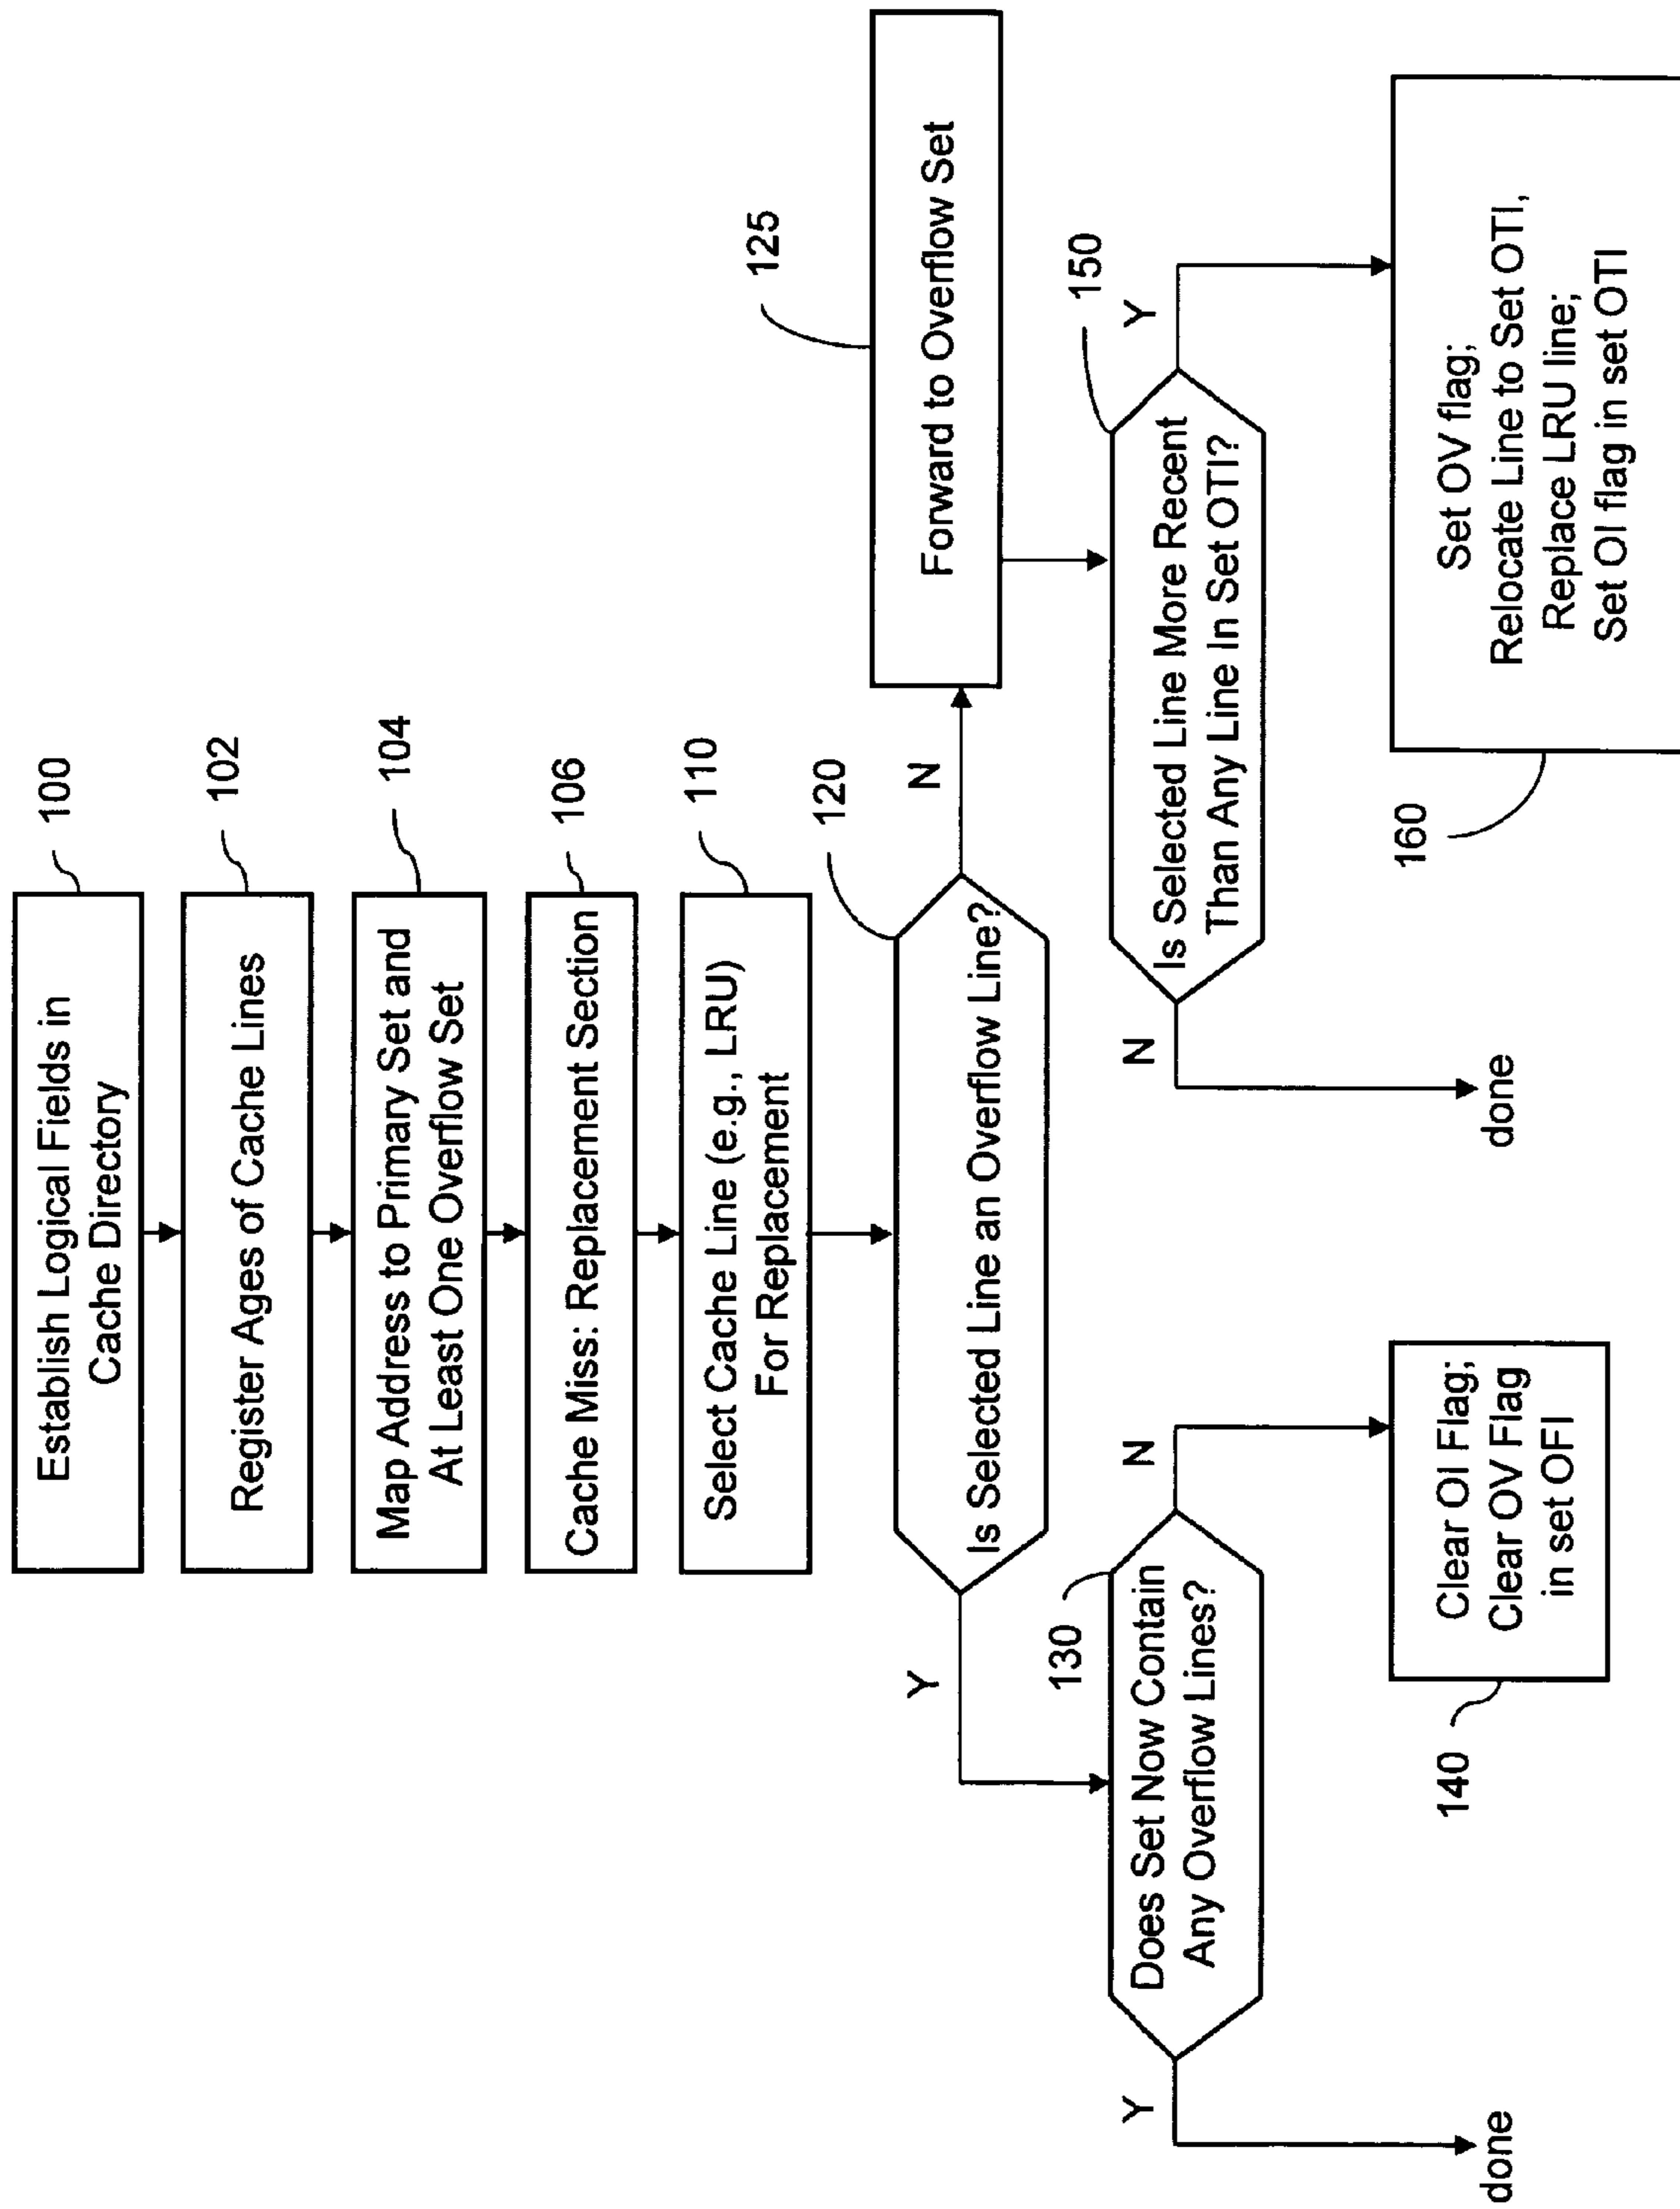 Establish Logical Fields in
Cache Directory
100
Register Ages of Cache Lines
102
Map Address to Primary Set and
At Least One Overflow Set
104
Cache Miss: Replacement Section
106
Select Cache Line (e.g., LRU)
For Replacement
110
Is Selected Line an Overflow Line?
120
Y
N
Forward to Overflow Set
125
Does Set Now Contain
Any Overflow Lines?
130
Y
N
done
Clear OI Flag;
Clear OV Flag
in set OFI
140
Is Selected Line More Recent
Than Any Line In Set OTI?
150
N
Y
done
Set OV flag;
Relocate Line to Set OTI,
Replace LRU line;
Set OI flag in set OTI
160